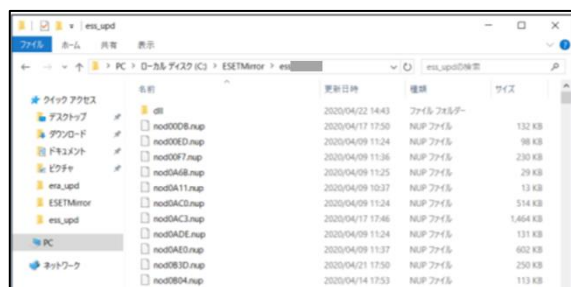 ess_upd
ファイル ホーム 共有 表示
PC > ローカル ディスク (C:) > ESETMirror > ess
ess_updの検索
名前 更新日時 種類 サイズ
クイック アクセス
デスクトップ
ダウンロード
ドキュメント
ピクチャ
era_upd
ESETMirror
ess_upd
PC
ネットワーク
dll 2020/04/22 14:43 ファイル フォルダー
nod00DB.nup 2020/04/17 17:50 NUP ファイル 132 KB
nod00ED.nup 2020/04/09 11:24 NUP ファイル 98 KB
nod00F7.nup 2020/04/09 11:36 NUP ファイル 230 KB
nod0A6B.nup 2020/04/09 11:25 NUP ファイル 29 KB
nod0A11.nup 2020/04/09 10:37 NUP ファイル 13 KB
nod0AC0.nup 2020/04/09 11:24 NUP ファイル 514 KB
nod0AC3.nup 2020/04/17 17:46 NUP ファイル 1,464 KB
nod0ADE.nup 2020/04/09 11:24 NUP ファイル 131 KB
nod0AE0.nup 2020/04/09 11:37 NUP ファイル 602 KB
nod0B3D.nup 2020/04/21 17:50 NUP ファイル 250 KB
nod0B04.nup 2020/04/14 17:53 NUP ファイル 113 KB